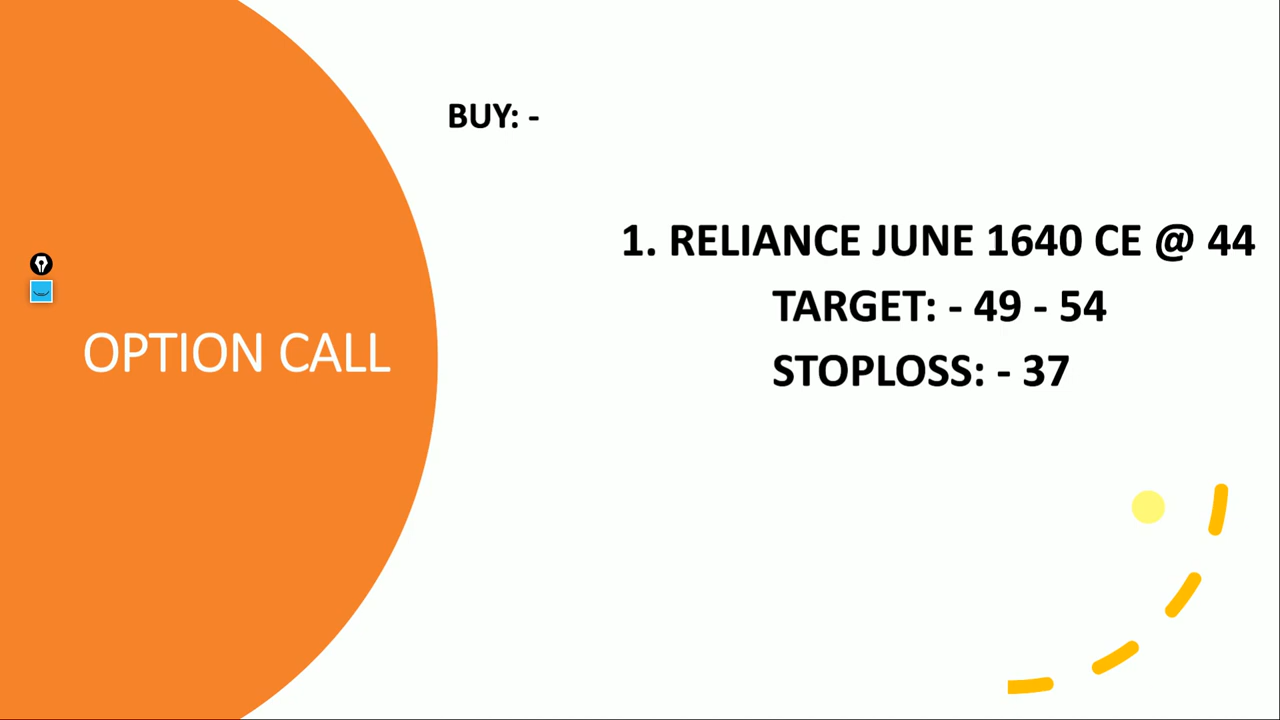 BUY: -
1. RELIANCE JUNE 1640 CE @ 44
TARGET: - 49 - 54
STOPLOSS: - 37
OPTION CALL